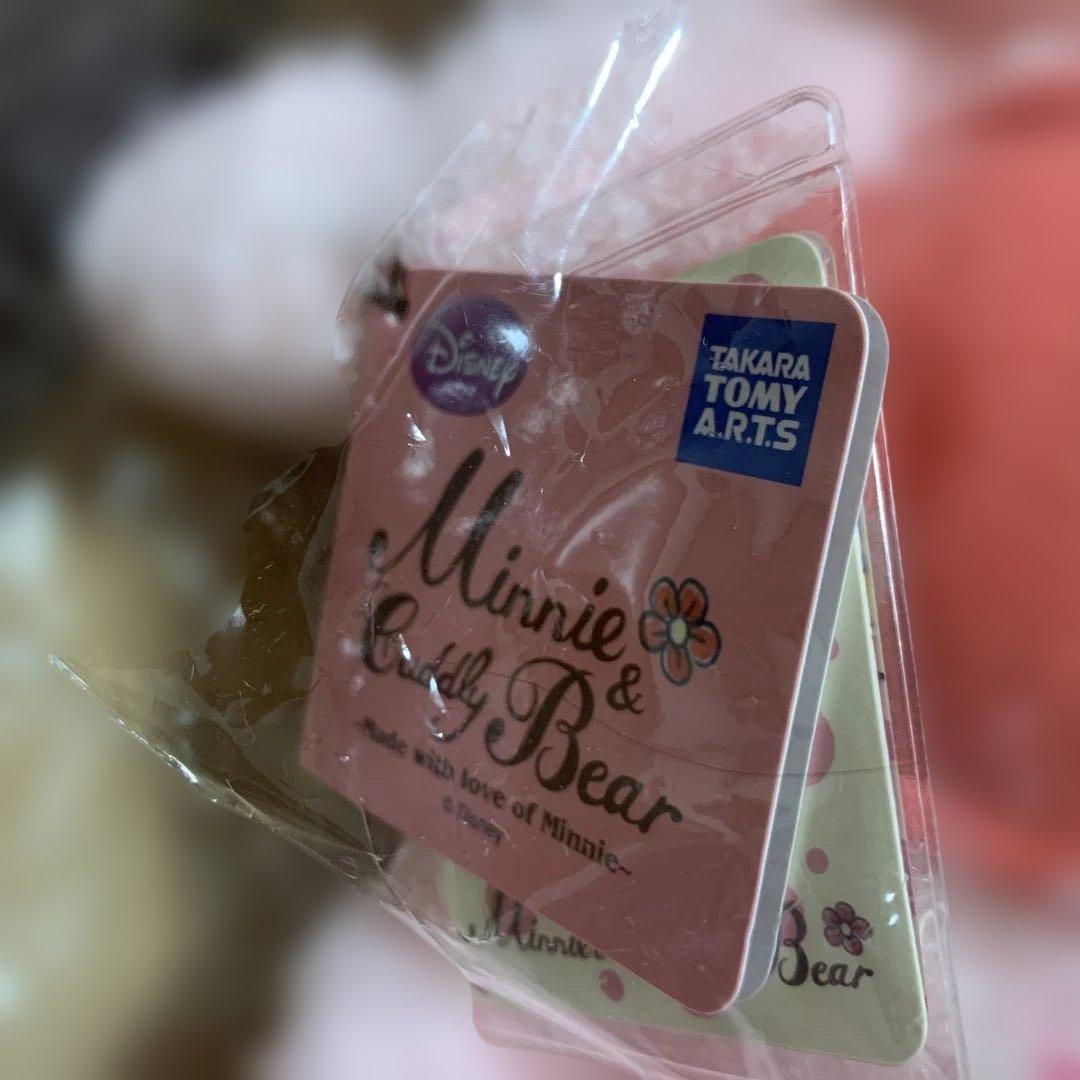 Disney
TAKARA
TOMY
A.R.T.S
Minnie &
Cuddly Bear
~Made with love of Minnie~
© Disney
Minnie
Bear